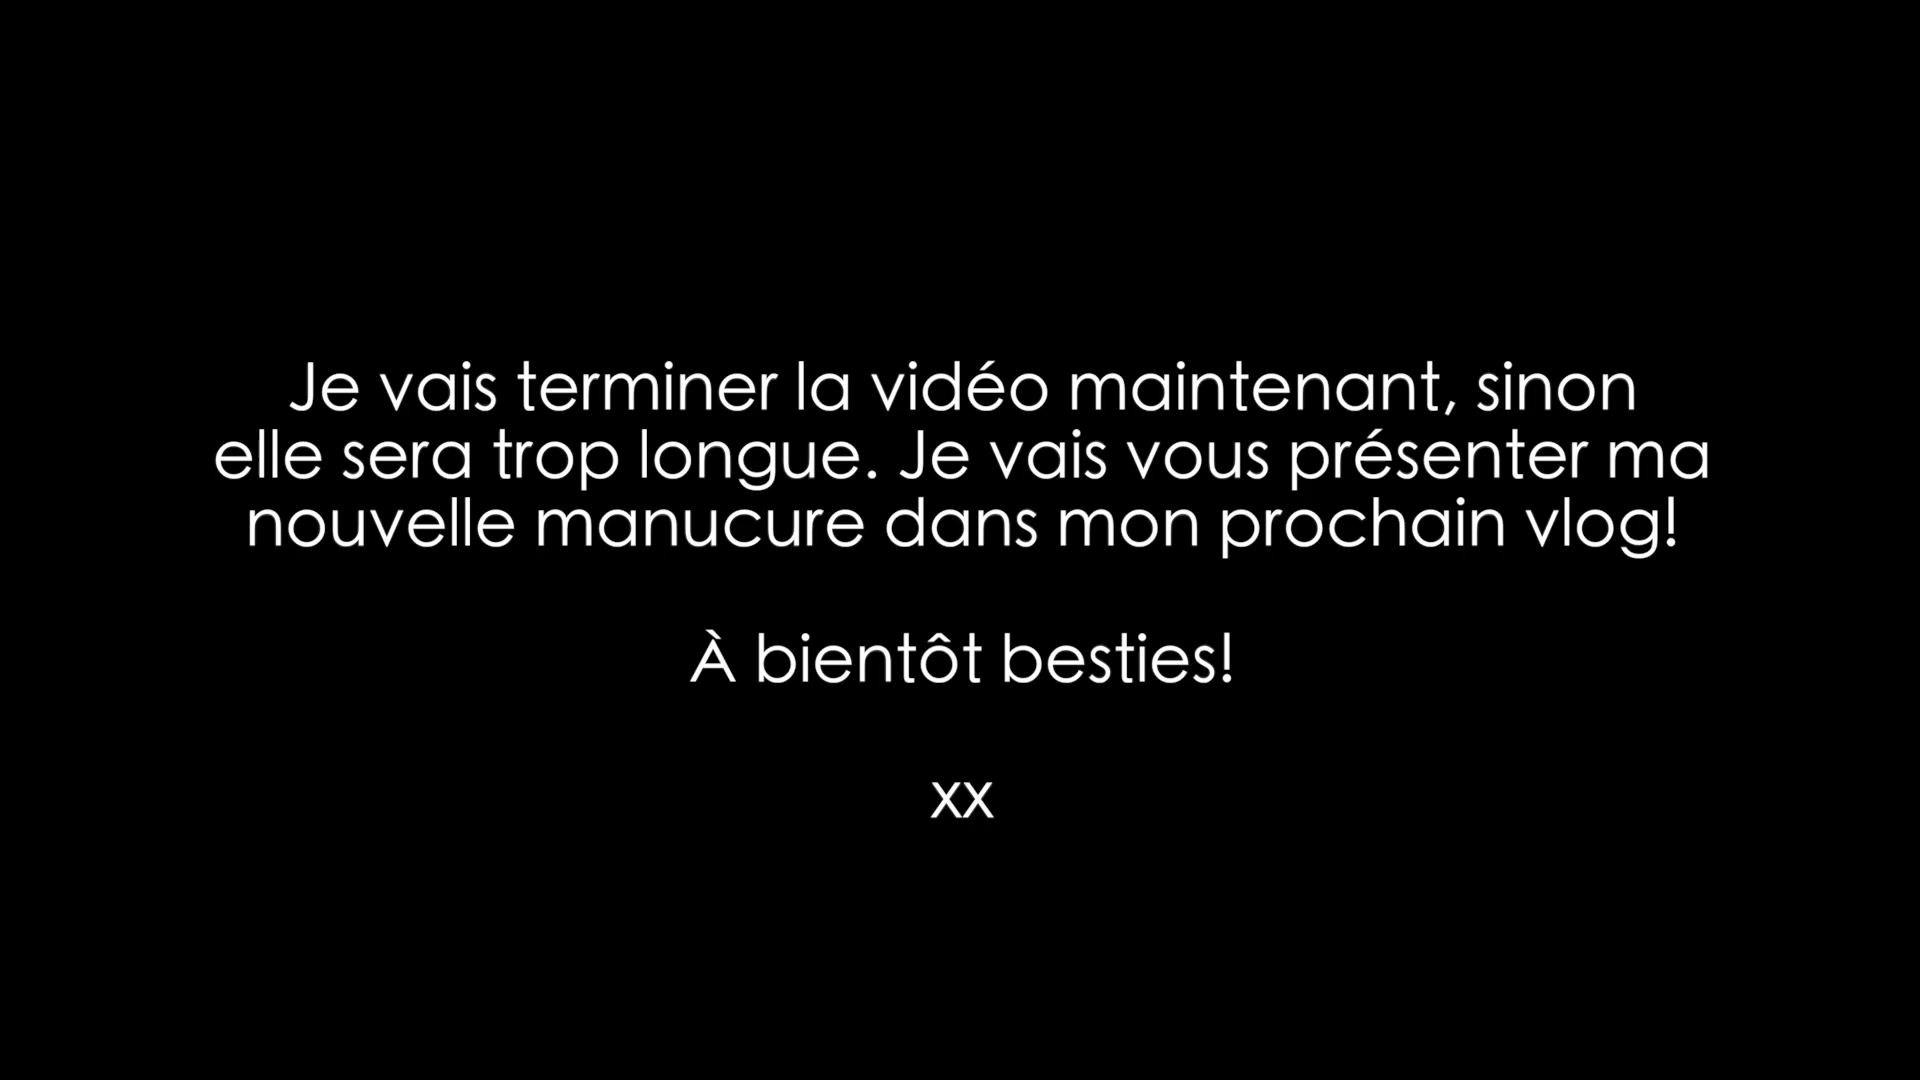 Je vais terminer la vidéo maintenant, sinon
elle sera trop longue. Je vais vous présenter ma
nouvelle manucure dans mon prochain vlog!
À bientôt besties!
xx